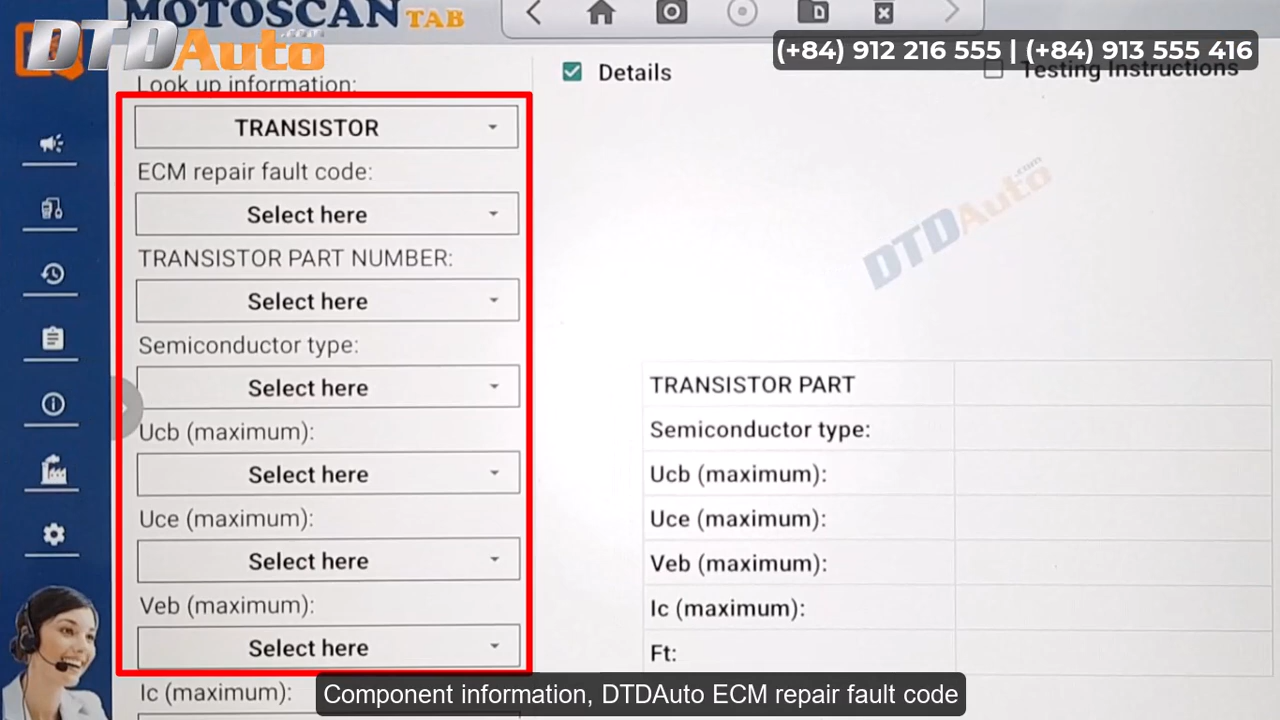 MOTOSCAN TAB
DTDAuto.com
(+84) 912 216 555 | (+84) 913 555 416
Look up information:
TRANSISTOR
ECM repair fault code:
Select here
TRANSISTOR PART NUMBER:
Select here
Semiconductor type:
Select here
Ucb (maximum):
Select here
Uce (maximum):
Select here
Veb (maximum):
Select here
Ic (maximum):
Details
Testing Instructions
DTDAuto.com
TRANSISTOR PART
Semiconductor type:
Ucb (maximum):
Uce (maximum):
Veb (maximum):
Ic (maximum):
Ft:
Component information, DTDAuto ECM repair fault code